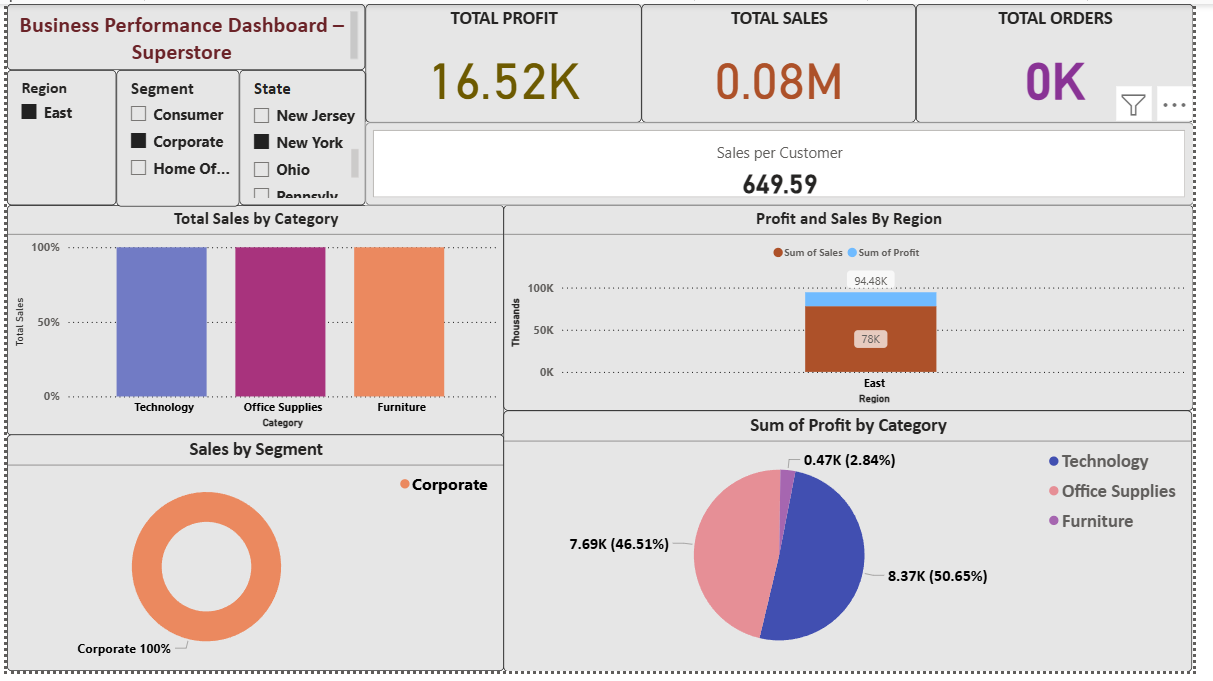 Business Performance Dashboard –
Superstore
TOTAL PROFIT
16.52K
TOTAL SALES
0.08M
TOTAL ORDERS
0K
Region
East
Segment
Consumer
Corporate
Home Of...
State
New Jersey
New York
Ohio
Pennsylv
Sales per Customer
649.59
Total Sales by Category
Total Sales
100%
50%
0%
Technology
Office Supplies
Furniture
Category
Profit and Sales By Region
Sum of Sales
Sum of Profit
Thousands
100K
50K
0K
94.48K
78K
East
Region
Sales by Segment
Corporate
Corporate 100%
Sum of Profit by Category
0.47K (2.84%)
7.69K (46.51%)
8.37K (50.65%)
Technology
Office Supplies
Furniture